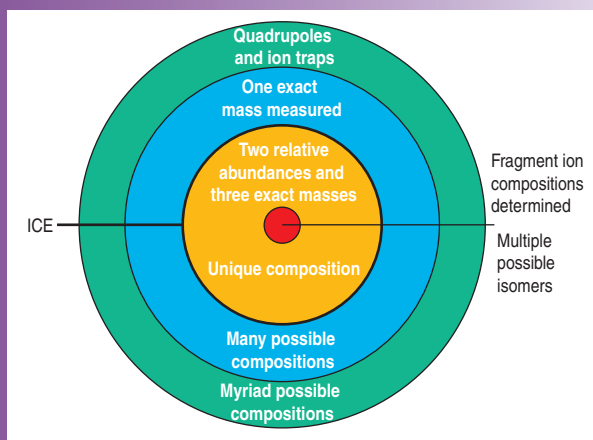 Quadrupoles
and ion traps
One exact
mass measured
Two relative
abundances and
three exact masses
Unique composition
Many possible
compositions
Myriad possible
compositions
ICE
Fragment ion
compositions
determined
Multiple
possible
isomers